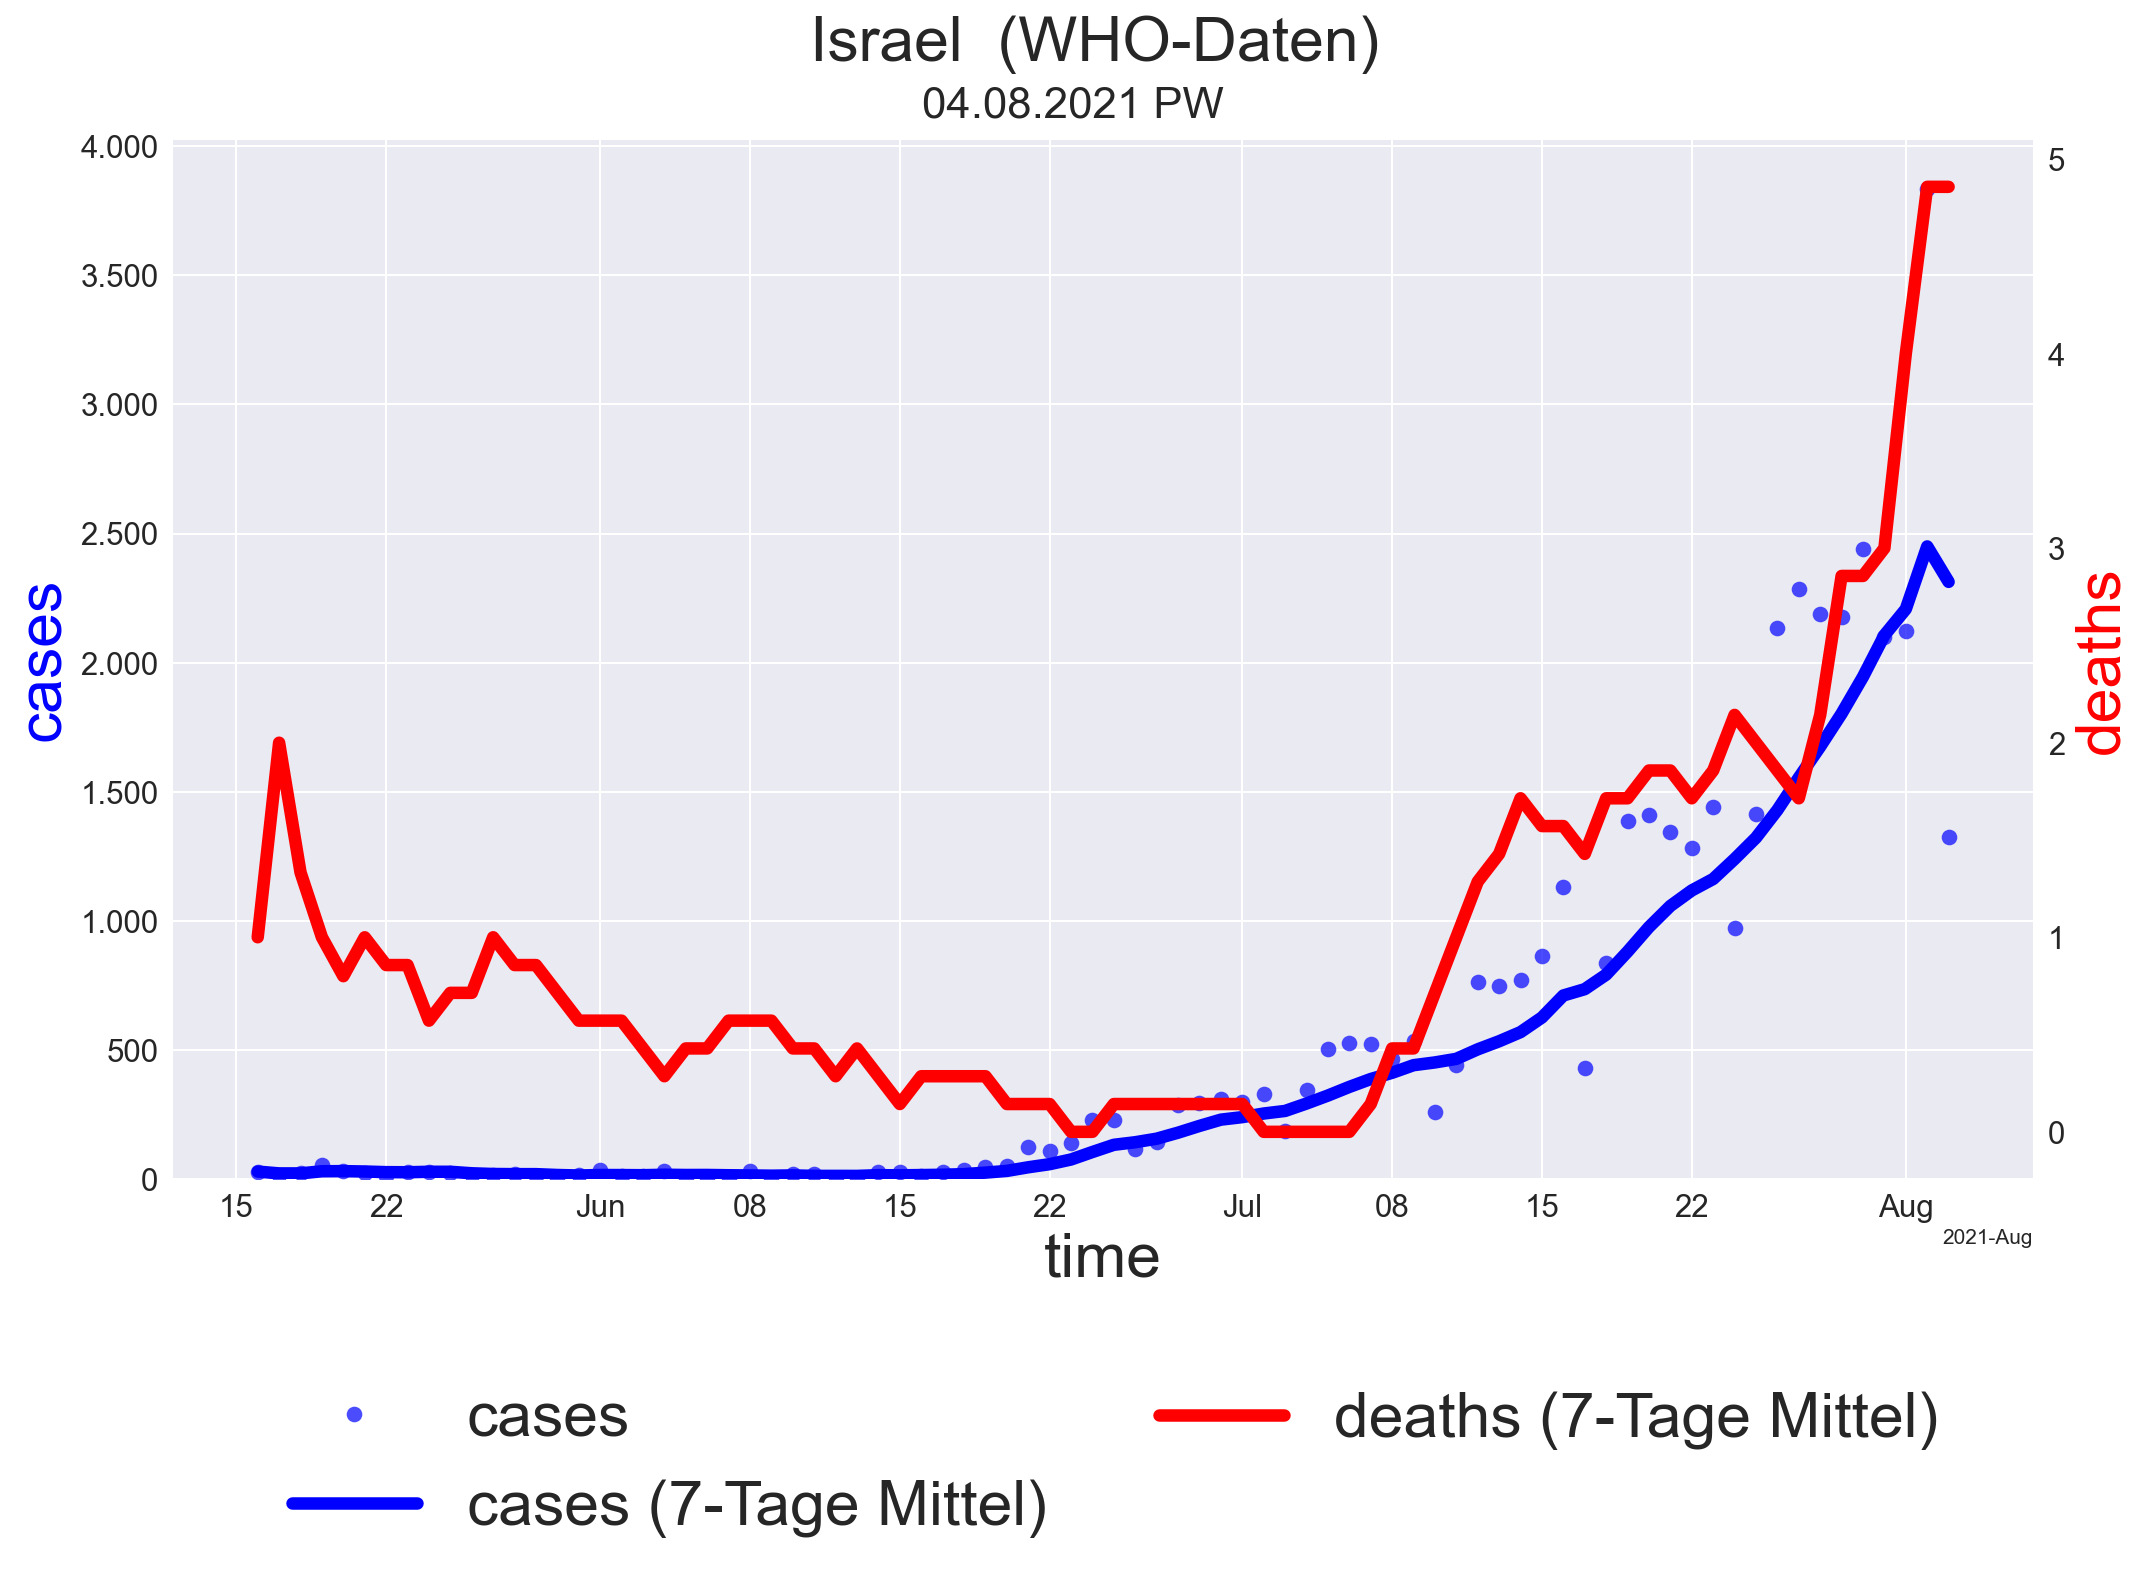 Israel  (WHO-Daten)
04.08.2021 PW
4.000
3.500
3.000
2.500
2.000
1.500
1.000
500
0
cases
5
4
3
2
1
0
deaths
15 22 Jun 08 15 22 Jul 08 15 22 Aug
2021-Aug
time
cases
cases (7-Tage Mittel)
deaths (7-Tage Mittel)